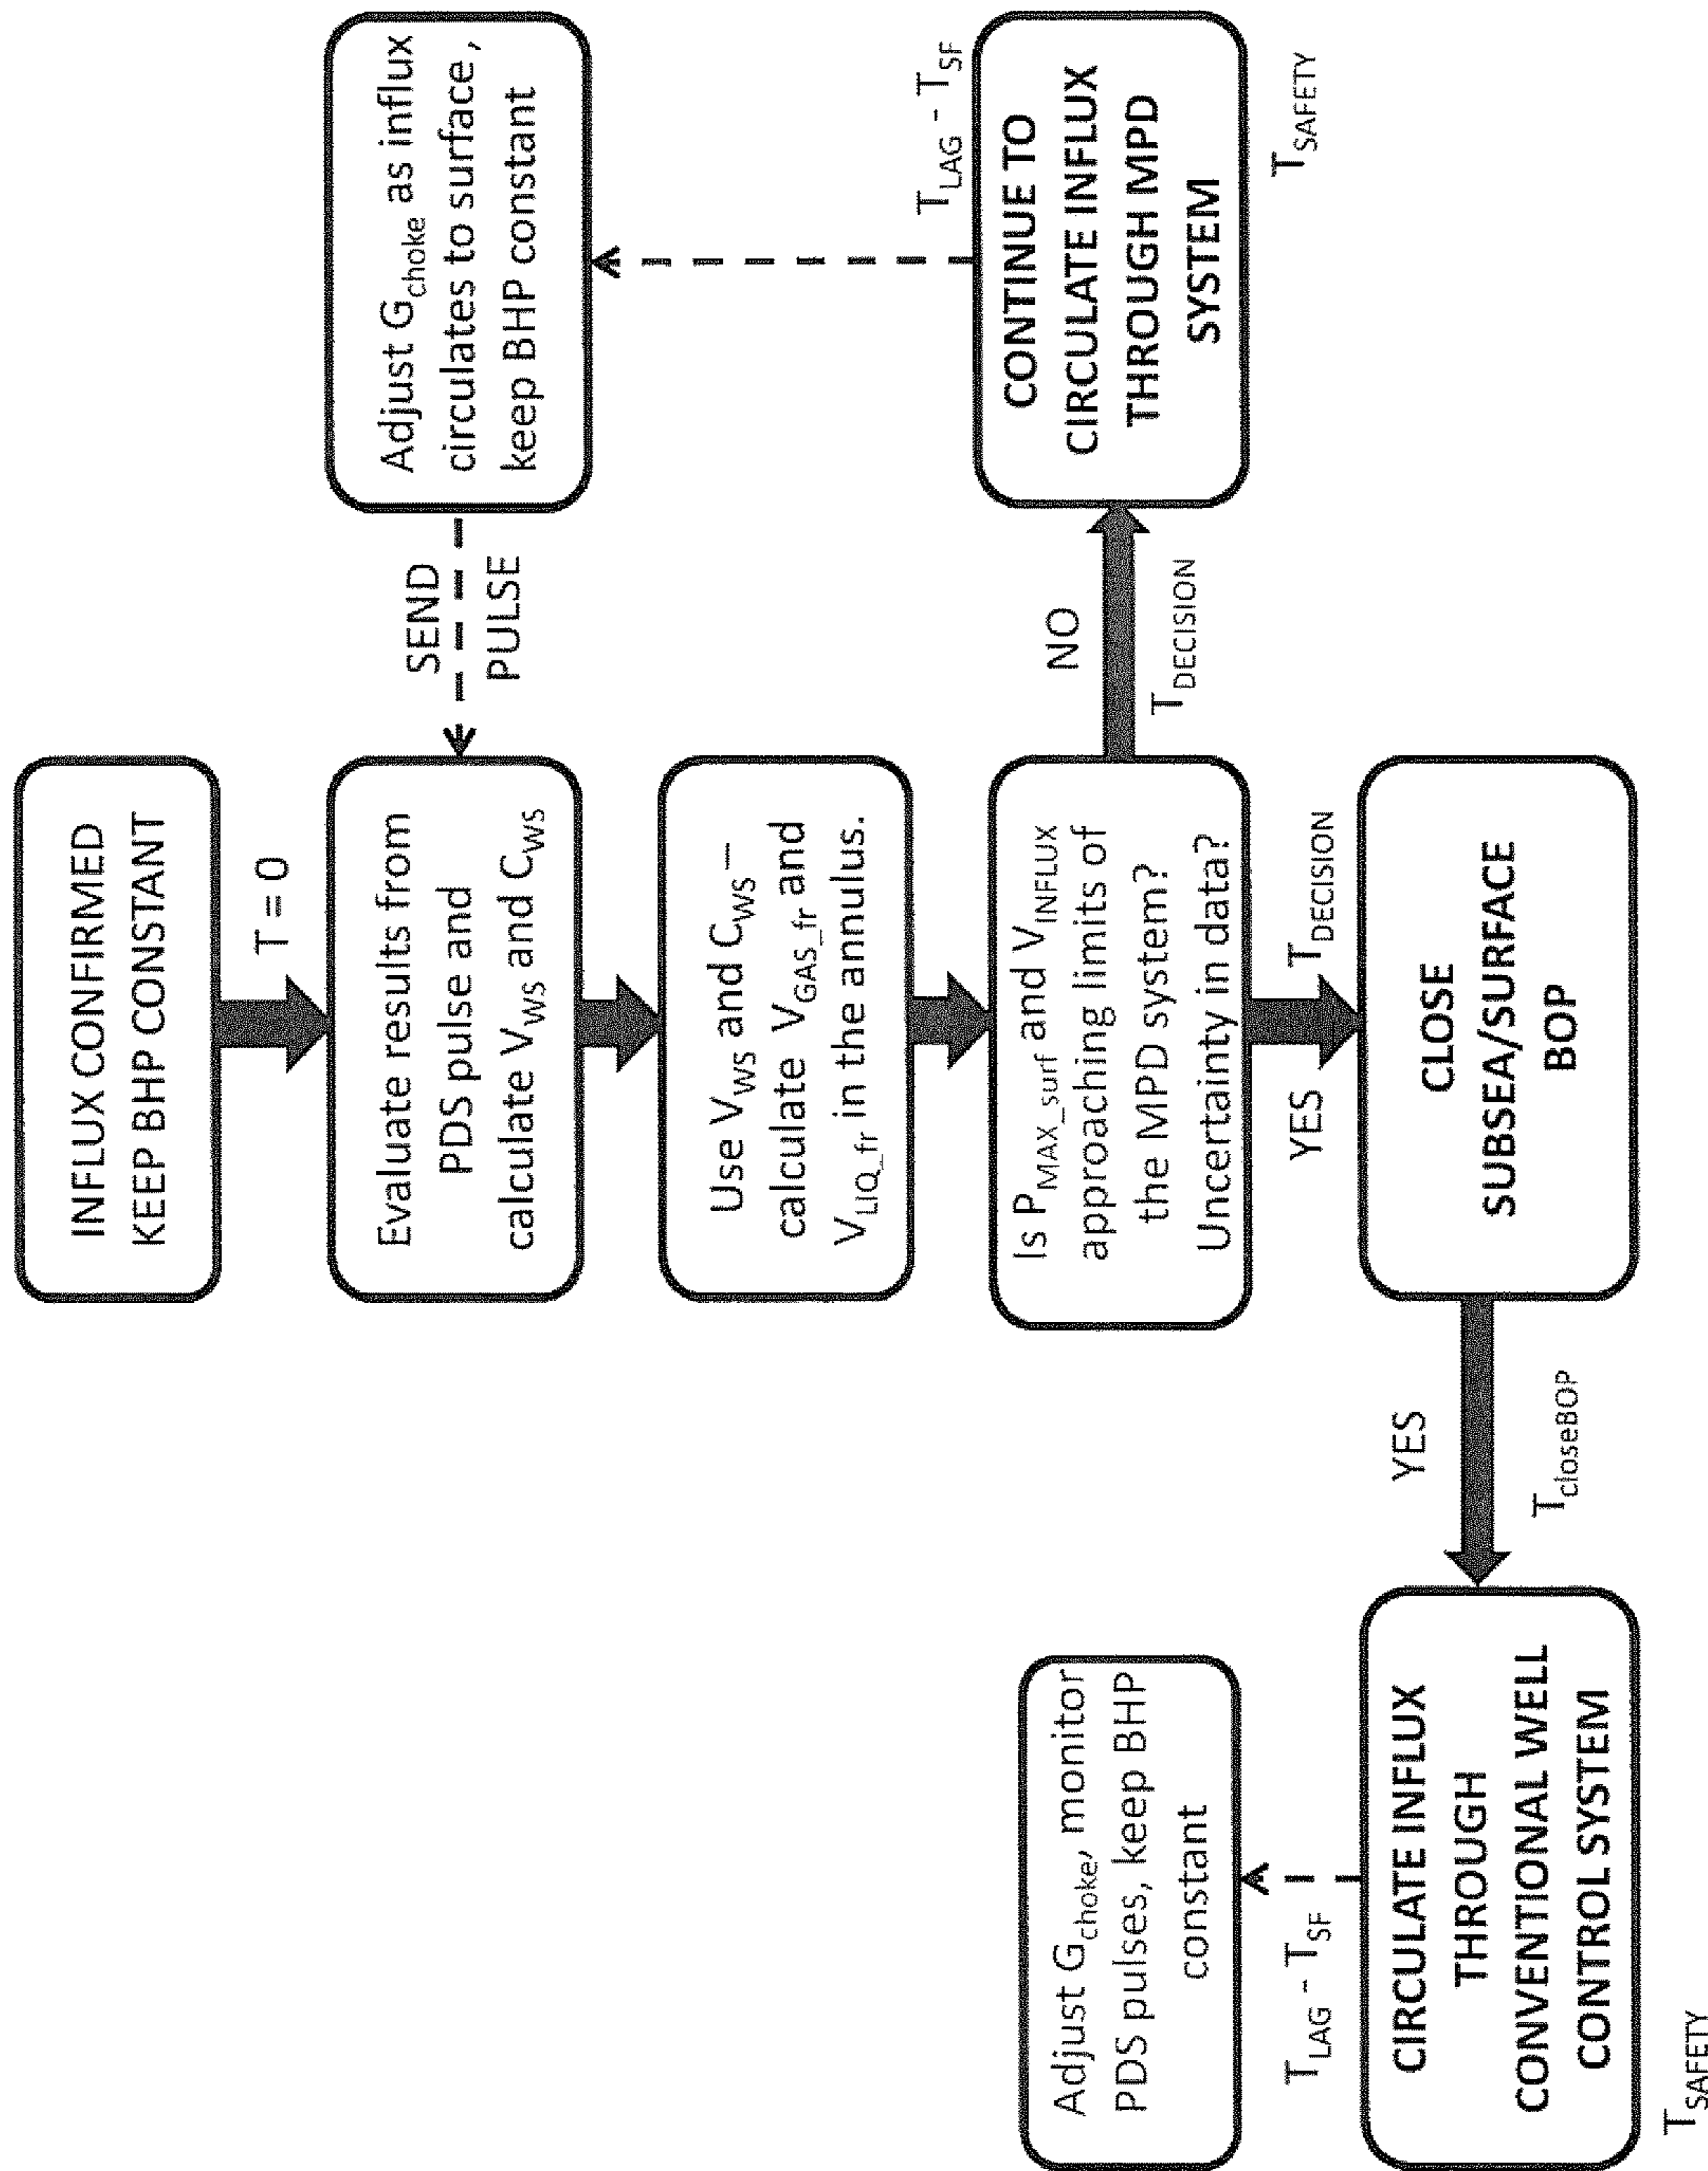 INFLUX CONFIRMED
KEEP BHP CONSTANT
T = 0
Evaluate results from
PDS pulse and
calculate V_WS and C_WS
SEND
PULSE
Adjust G_choke as influx
circulates to surface,
keep BHP constant
Use V_WS and C_WS –
calculate V_GAS_fr and
V_LIQ_fr in the annulus.
Is P_MAX_surf and V_INFLUX
approaching limits of
the MPD system?
Uncertainty in data?
NO
T_DECISION
T_LAG - T_SF
CONTINUE TO
CIRCULATE INFLUX
THROUGH MPD
SYSTEM
T_SAFETY
YES
T_DECISION
CLOSE
SUBSEA/SURFACE
BOP
YES
T_closeBOP
Adjust G_choke, monitor
PDS pulses, keep BHP
constant
T_LAG - T_SF
CIRCULATE INFLUX
THROUGH
CONVENTIONAL WELL
CONTROL SYSTEM
T_SAFETY